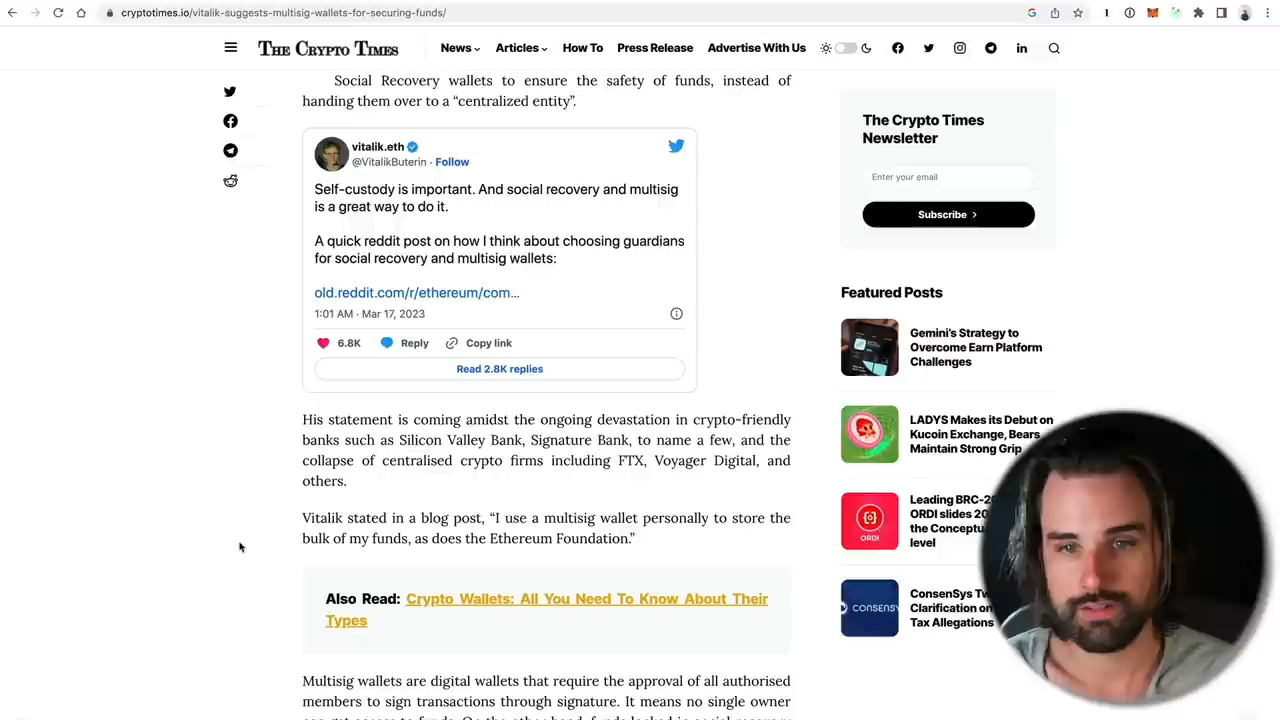 cryptotimes.io/vitalik-suggests-multisig-wallets-for-securing-funds/
THE CRYPTO TIMES
News
Articles
How To
Press Release
Advertise With Us
Social Recovery wallets to ensure the safety of funds, instead of
handing them over to a “centralized entity”.
vitalik.eth
@VitalikButerin · Follow
Self-custody is important. And social recovery and multisig
is a great way to do it.
A quick reddit post on how I think about choosing guardians
for social recovery and multisig wallets:
old.reddit.com/r/ethereum/com…
1:01 AM · Mar 17, 2023
6.8K
Reply
Copy link
Read 2.8K replies
His statement is coming amidst the ongoing devastation in crypto-friendly
banks such as Silicon Valley Bank, Signature Bank, to name a few, and the
collapse of centralised crypto firms including FTX, Voyager Digital, and
others.
Vitalik stated in a blog post, “I use a multisig wallet personally to store the
bulk of my funds, as does the Ethereum Foundation.”
Also Read: Crypto Wallets: All You Need To Know About Their
Types
Multisig wallets are digital wallets that require the approval of all authorised
members to sign transactions through signature. It means no single owner
The Crypto Times
Newsletter
Enter your email
Subscribe
Featured Posts
Gemini’s Strategy to
Overcome Earn Platform
Challenges
LADYS Makes its Debut on
Kucoin Exchange, Bears
Maintain Strong Grip
ORDI
Leading BRC-20
ORDI slides
the Conceptu
level
CONSENSYS
ConsenSys
Clarification on
Tax Allegations